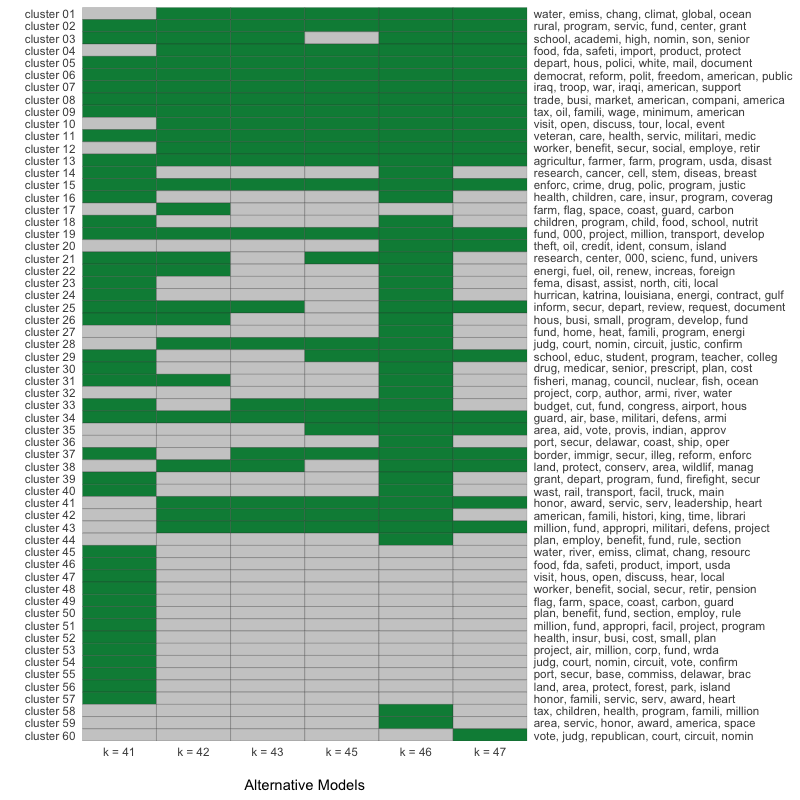 cluster 01 water, emiss, chang, climat, global, ocean
cluster 02 rural, program, servic, fund, center, grant
cluster 03 school, academi, high, nomin, son, senior
cluster 04 food, fda, safeti, import, product, protect
cluster 05 depart, hous, polici, white, mail, document
cluster 06 democrat, reform, polit, freedom, american, public
cluster 07 iraq, troop, war, iraqi, american, support
cluster 08 trade, busi, market, american, compani, america
cluster 09 tax, oil, famili, wage, minimum, american
cluster 10 visit, open, discuss, tour, local, event
cluster 11 veteran, care, health, servic, militari, medic
cluster 12 worker, benefit, secur, social, employe, retir
cluster 13 agricultur, farmer, farm, program, usda, disast
cluster 14 research, cancer, cell, stem, diseas, breast
cluster 15 enforc, crime, drug, polic, program, justic
cluster 16 health, children, care, insur, program, coverag
cluster 17 farm, flag, space, coast, guard, carbon
cluster 18 children, program, child, food, school, nutrit
cluster 19 fund, 000, project, million, transport, develop
cluster 20 theft, oil, credit, ident, consum, island
cluster 21 research, center, 000, scienc, fund, univers
cluster 22 energi, fuel, oil, renew, increas, foreign
cluster 23 fema, disast, assist, north, citi, local
cluster 24 hurrican, katrina, louisiana, energi, contract, gulf
cluster 25 inform, secur, depart, review, request, document
cluster 26 hous, busi, small, program, develop, fund
cluster 27 fund, home, heat, famili, program, energi
cluster 28 judg, court, nomin, circuit, justic, confirm
cluster 29 school, educ, student, program, teacher, colleg
cluster 30 drug, medicar, senior, prescript, plan, cost
cluster 31 fisheri, manag, council, nuclear, fish, ocean
cluster 32 project, corp, author, armi, river, water
cluster 33 budget, cut, fund, congress, airport, hous
cluster 34 guard, air, base, militari, defens, armi
cluster 35 area, aid, vote, provis, indian, approv
cluster 36 port, secur, delawar, coast, ship, oper
cluster 37 border, immigr, secur, illeg, reform, enforc
cluster 38 land, protect, conserv, area, wildlif, manag
cluster 39 grant, depart, program, fund, firefight, secur
cluster 40 wast, rail, transport, facil, truck, main
cluster 41 honor, award, servic, serv, leadership, heart
cluster 42 american, famili, histori, king, time, librari
cluster 43 million, fund, appropri, militari, defens, project
cluster 44 plan, employ, benefit, fund, rule, section
cluster 45 water, river, emiss, climat, chang, resourc
cluster 46 food, fda, safeti, product, import, usda
cluster 47 visit, hous, open, discuss, hear, local
cluster 48 worker, benefit, social, secur, retir, pension
cluster 49 flag, farm, space, coast, carbon, guard
cluster 50 plan, benefit, fund, section, employ, rule
cluster 51 million, fund, appropri, facil, project, program
cluster 52 health, insur, busi, cost, small, plan
cluster 53 project, air, million, corp, fund, wrda
cluster 54 judg, court, nomin, circuit, vote, confirm
cluster 55 port, secur, base, commiss, delawar, brac
cluster 56 land, area, protect, forest, park, island
cluster 57 honor, famili, servic, serv, award, heart
cluster 58 tax, children, health, program, famili, million
cluster 59 area, servic, honor, award, america, space
cluster 60 vote, judg, republican, court, circuit, nomin
k = 41 k = 42 k = 43 k = 45 k = 46 k = 47
Alternative Models